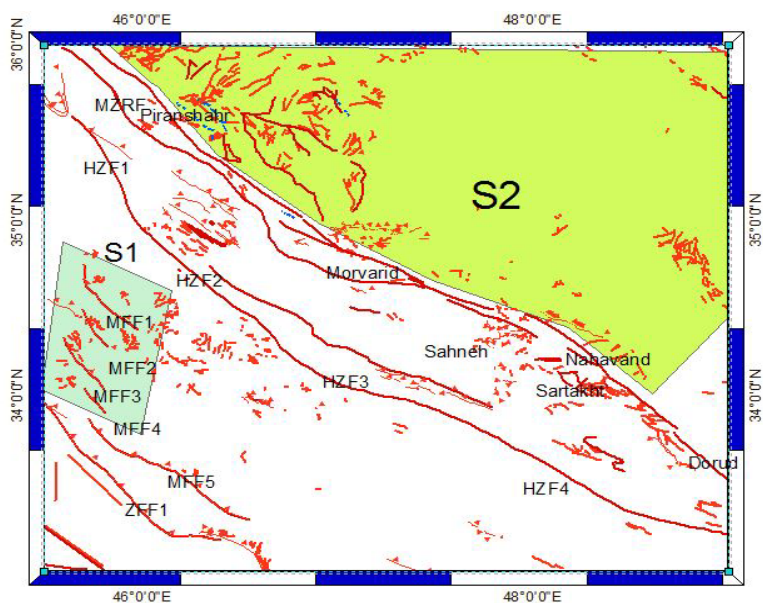 46°0'0"E
48°0'0"E
36°0'0"N
MZRF
Piranshahr
HZF1
S2
35°0'0"N
35°0'0"N
S1
HZF2
Morvarid
MFF1
Sahneh
Nahavand
MFF2
HZF3
Sartakht
MFF3
34°0'0"N
34°0'0"N
MFF4
Dorud
MFF5
HZF4
ZFF1
46°0'0"E
48°0'0"E